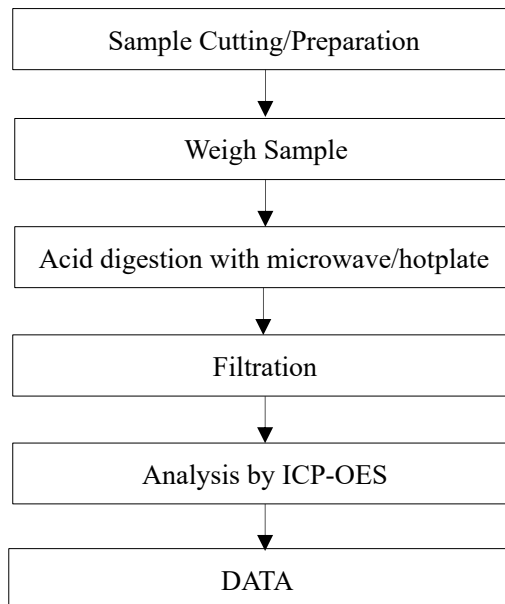 Sample Cutting/Preparation
Weigh Sample
Acid digestion with microwave/hotplate
Filtration
Analysis by ICP-OES
DATA